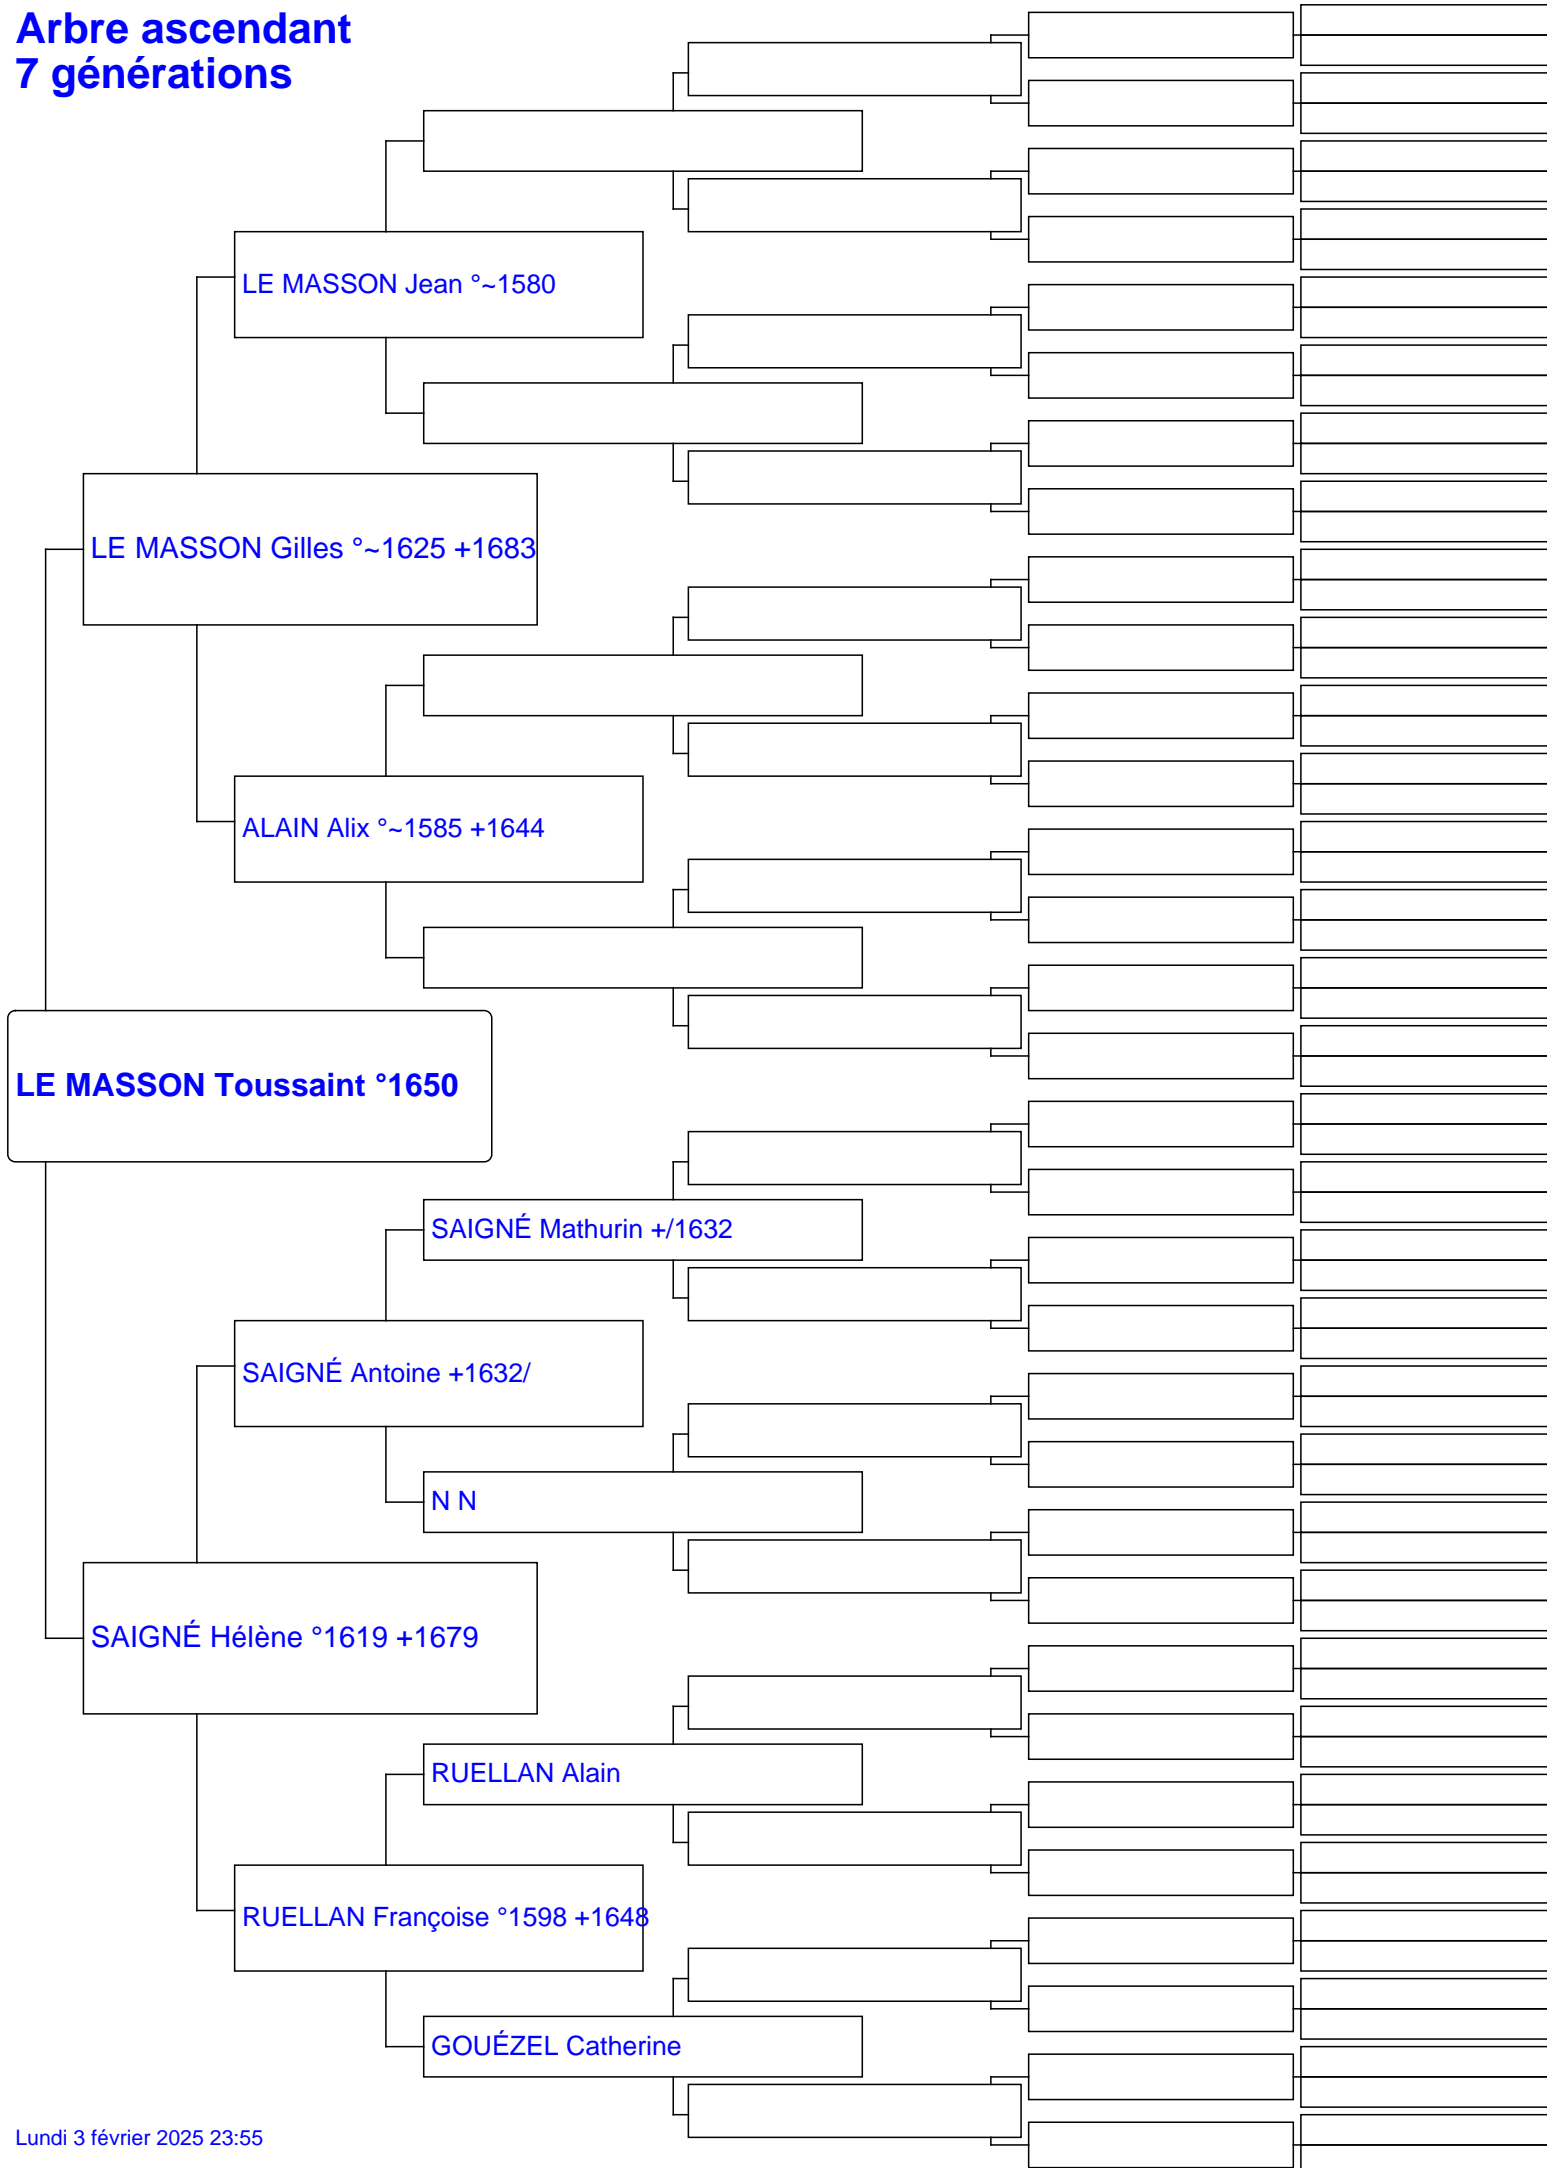 Arbre ascendant
7 générations
LE MASSON Jean °~1580
LE MASSON Gilles °~1625 +1683
ALAIN Alix °~1585 +1644
LE MASSON Toussaint °1650
SAIGNÉ Mathurin +/1632
SAIGNÉ Antoine +1632/
N N
SAIGNÉ Hélène °1619 +1679
RUELLAN Alain
RUELLAN Françoise °1598 +1648
GOUÉZEL Catherine
Lundi 3 février 2025 23:55